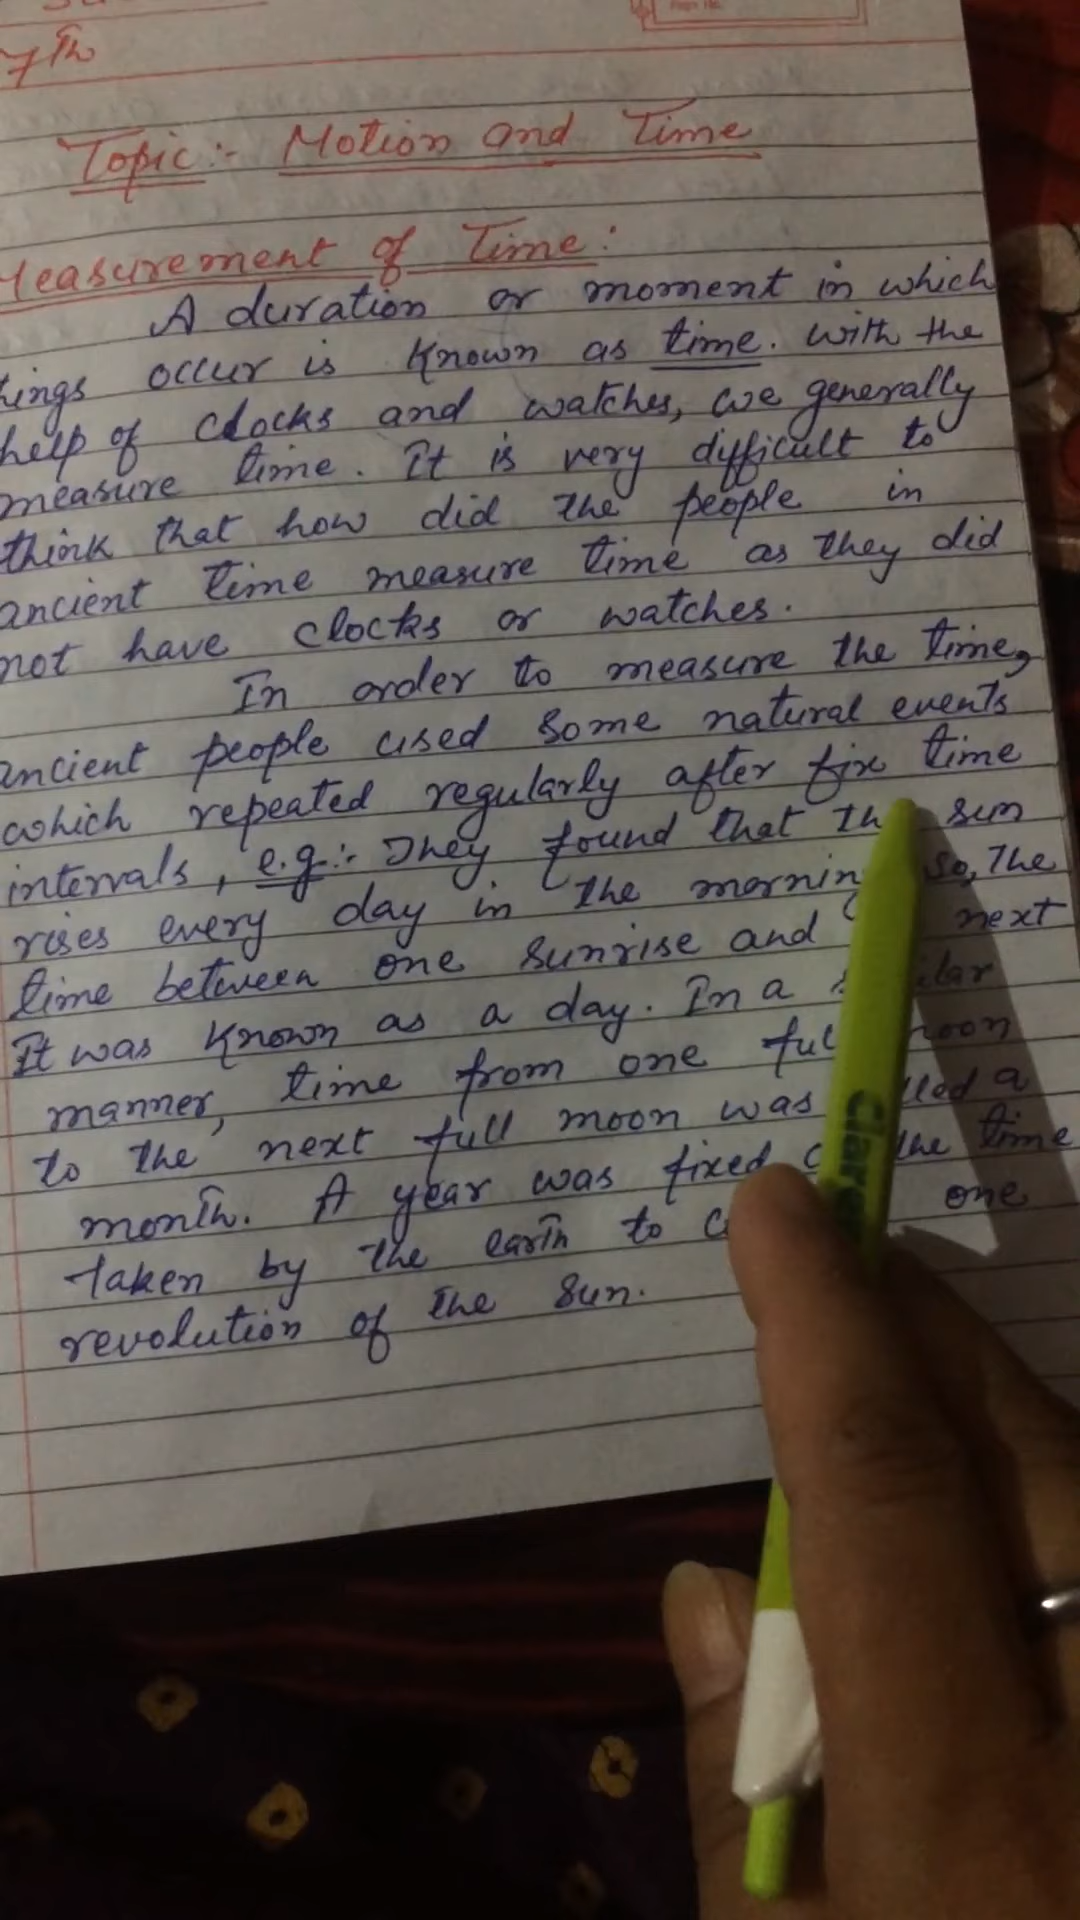 7Th
Page No.
Topic:- Motion and Time
Measurement of Time:
A duration or moment in which
occur is known as time. with the
help of clocks and watches, we generally
measure time. It is very difficult to
think that how did the people in
ancient time measure time as they did
not have clocks or watches.
In order to measure the time,
ancient people used some natural events
which repeated regularly after fix time
intervals, e.g:- They found that sun
rises every day in the so, the
time between one sunrise and next
It was known as a day. In a
manner, time from one
to the next full moon was a
month. A year was fixed the time
taken by the earth to one
revolution of the sun.
Claro